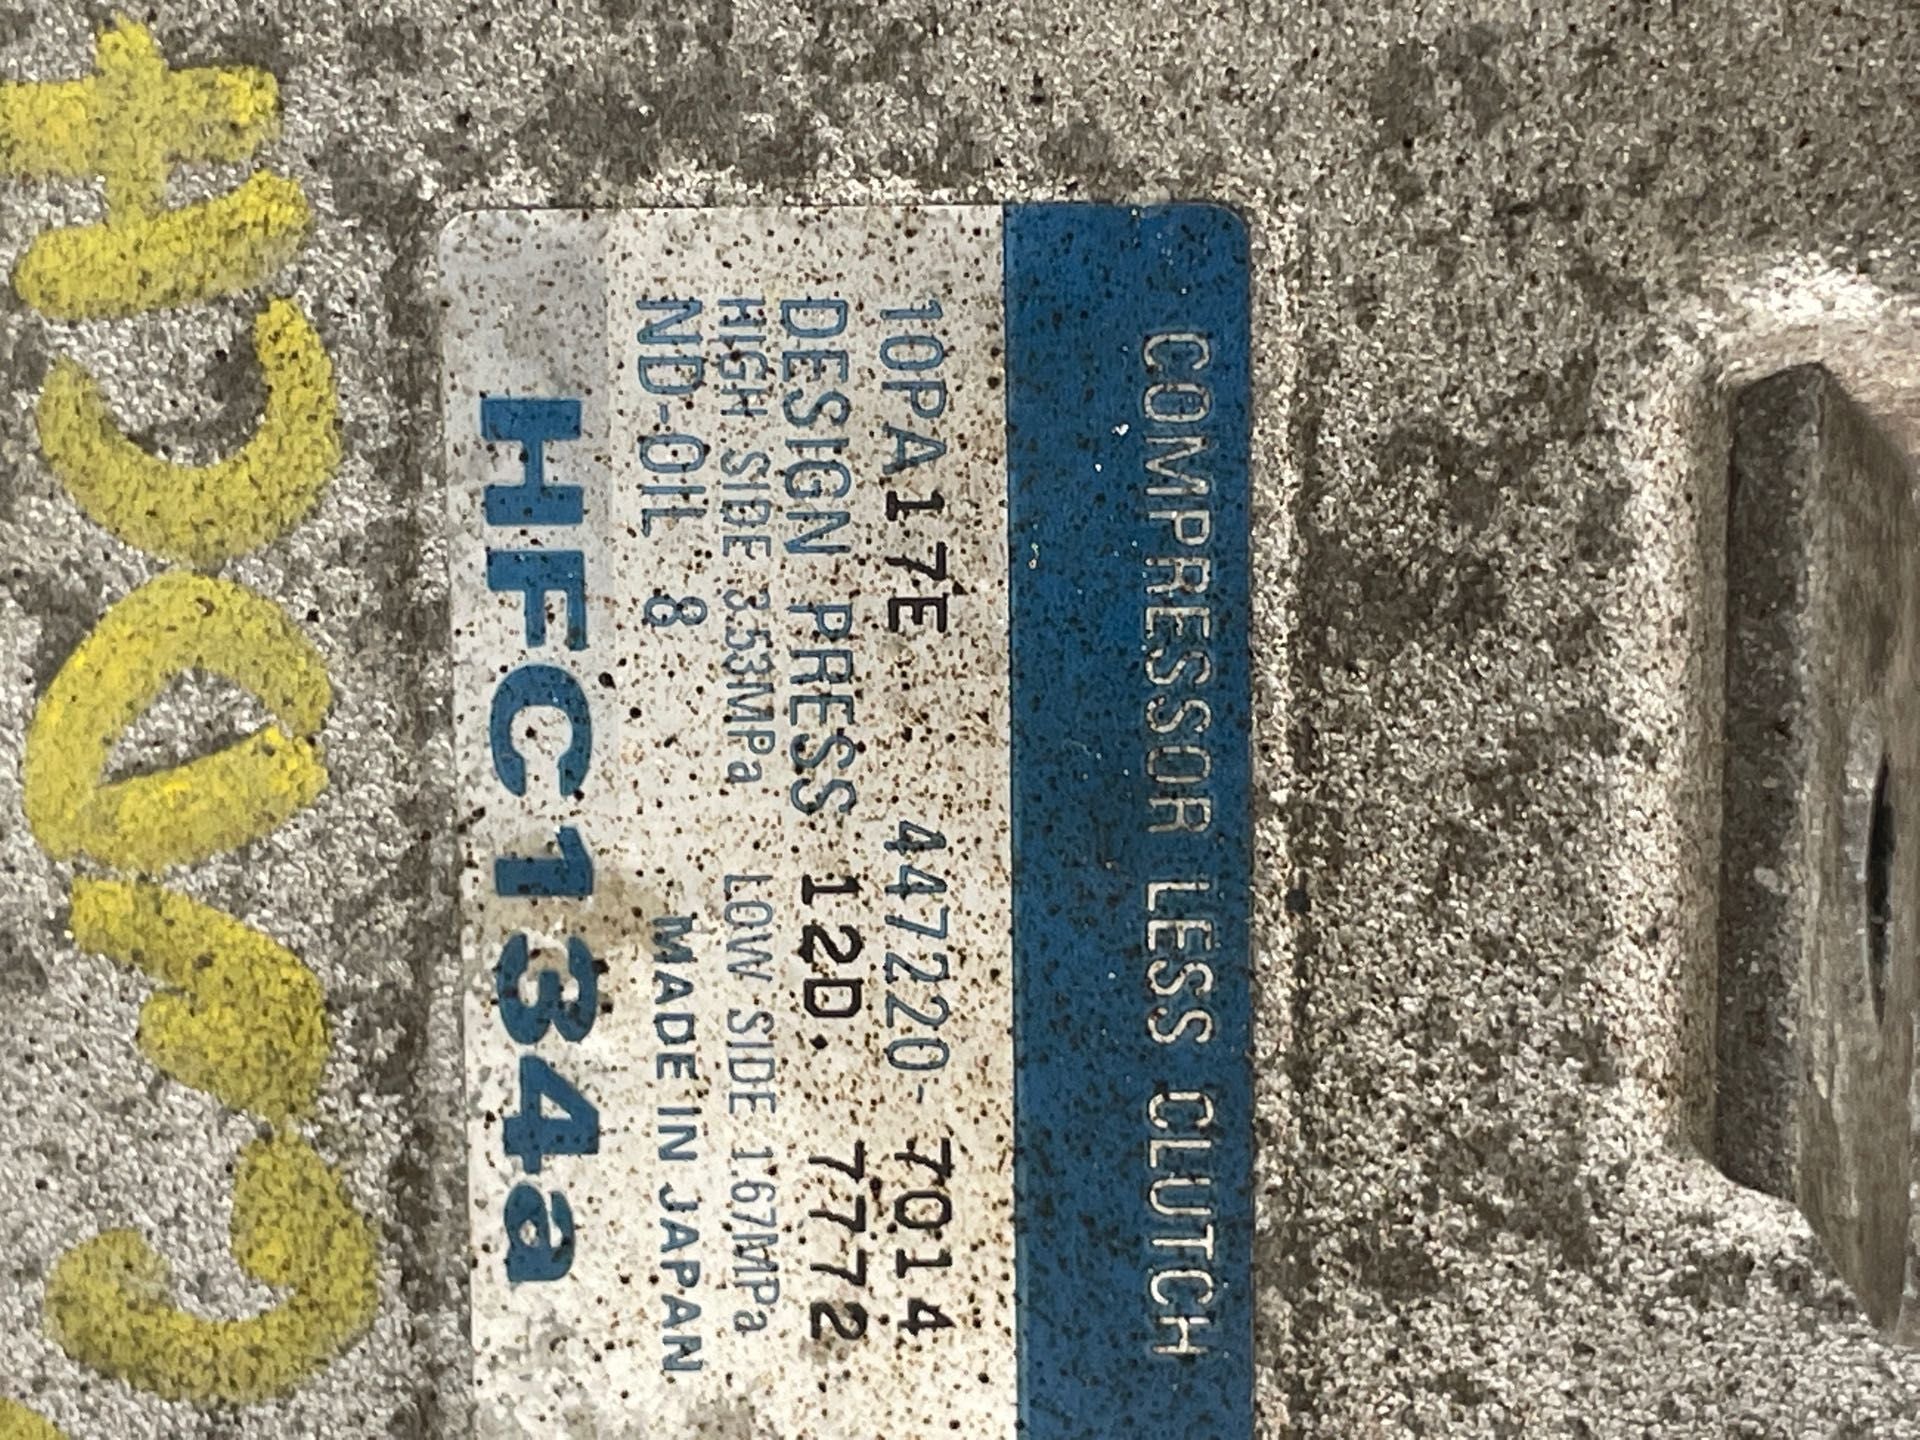 COMPRESSOR LESS CLUTCH
10PA17E 447220-7014
DESIGN PRESS 12D. 7772
HIGH SIDE 3.53MPa LOW SIDE 1.67MPa
ND-OIL 8 MADE IN JAPAN
HFC134a